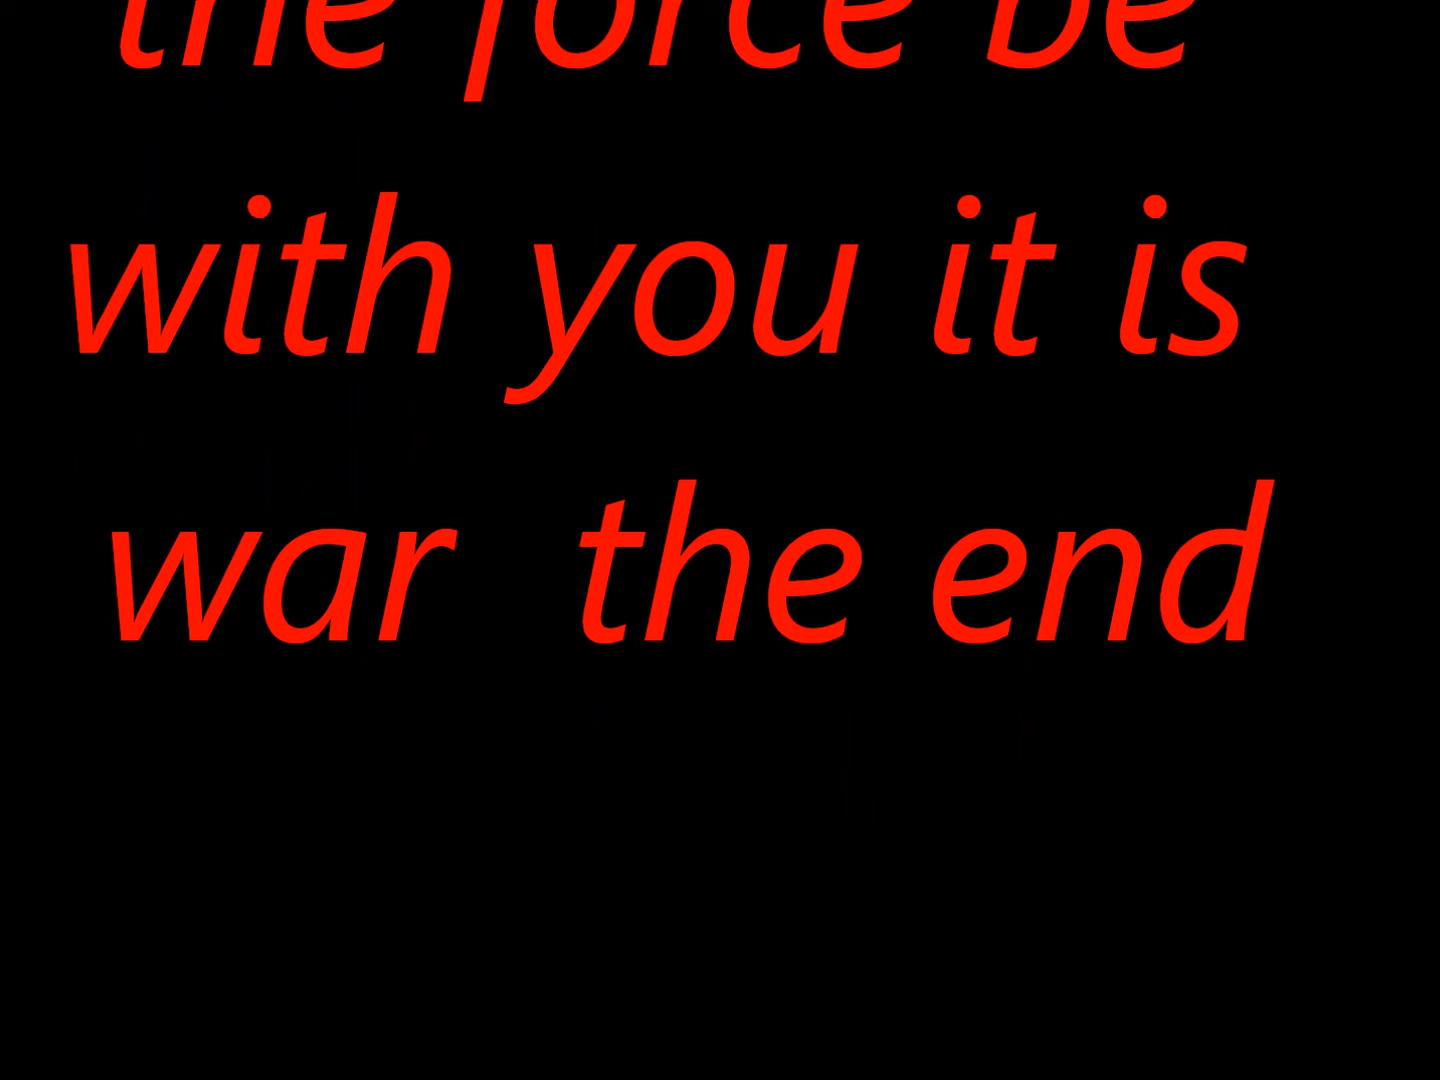 the force be
with you it is
war the end